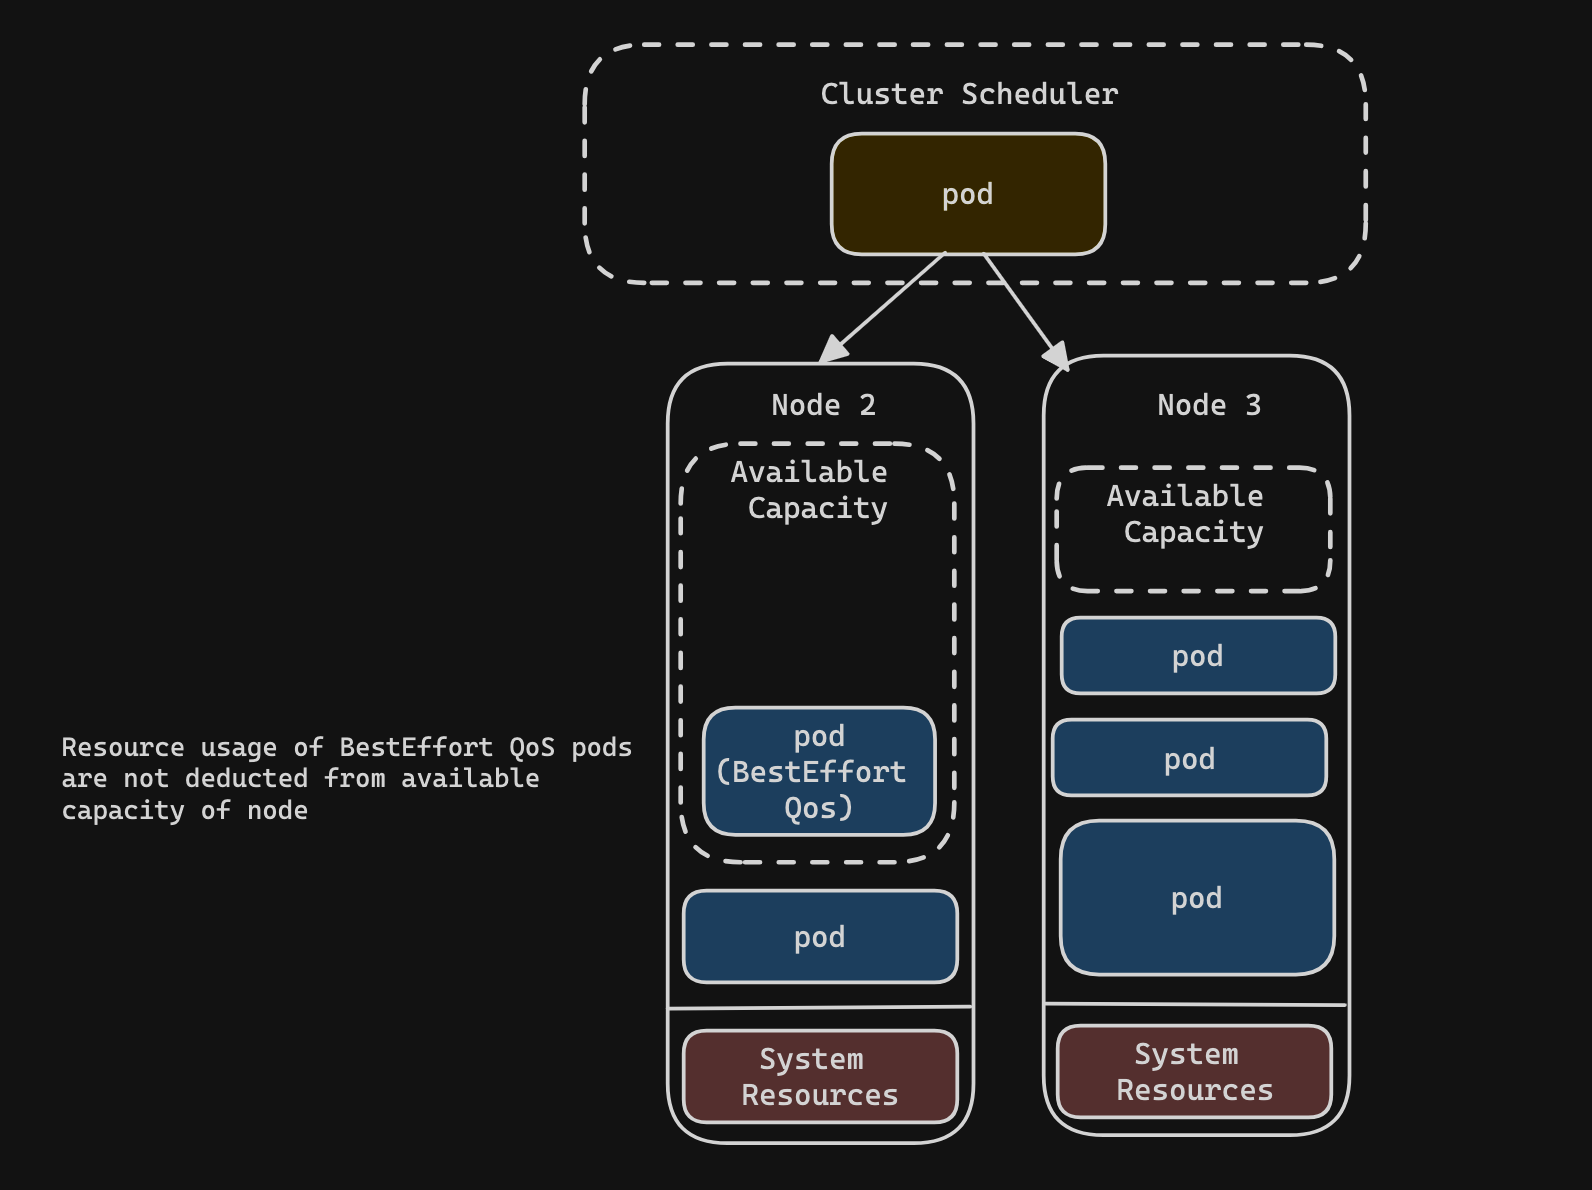 Cluster Scheduler
pod
Node 2
Available
Capacity
pod
(BestEffort
Qos)
pod
System
Resources
Node 3
Available
Capacity
pod
pod
pod
System
Resources
Resource usage of BestEffort QoS pods
are not deducted from available
capacity of node